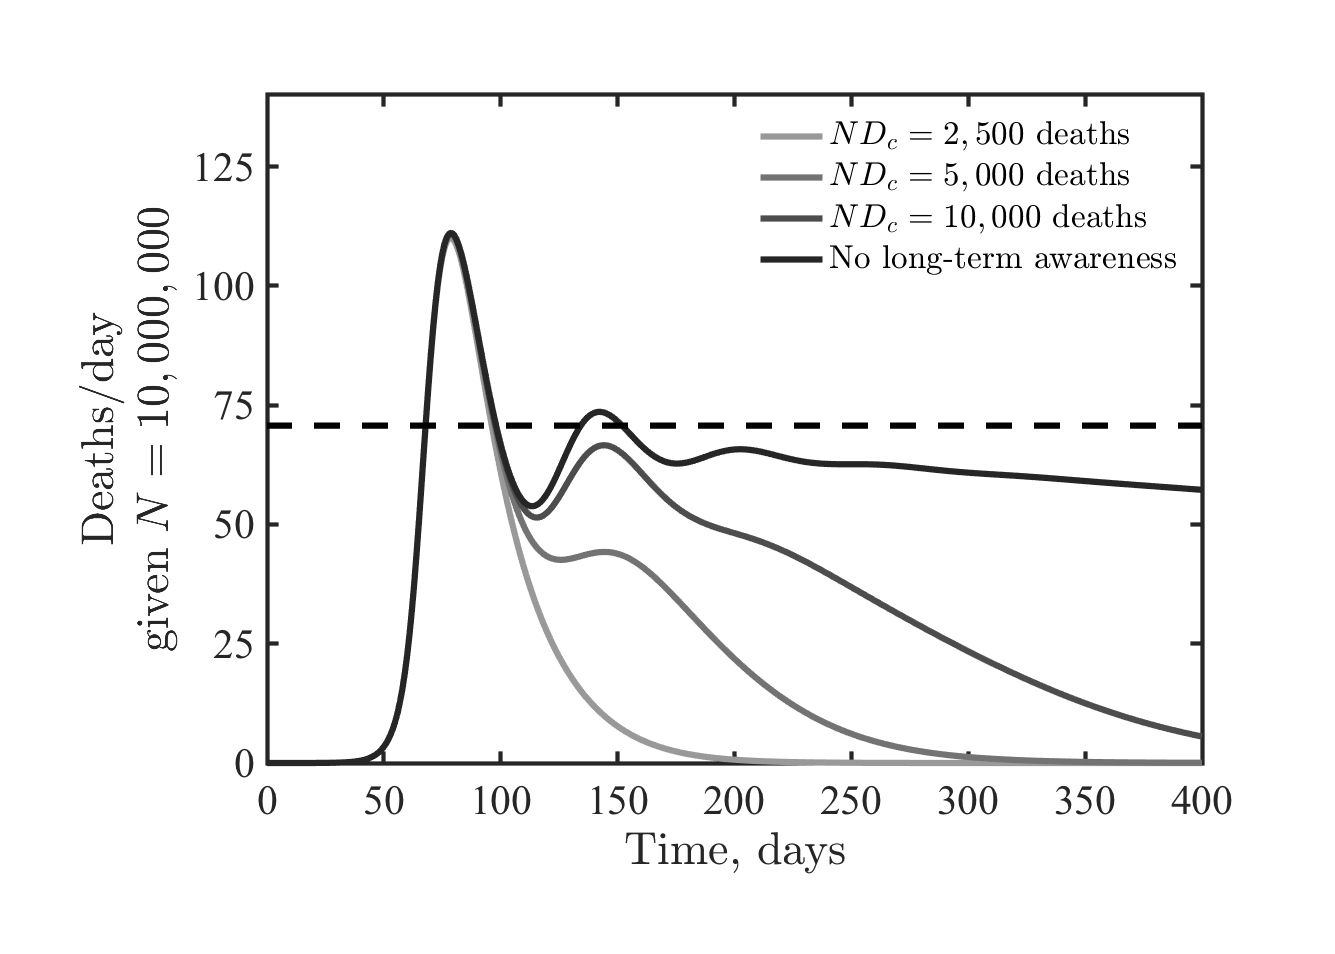 ND_c = 2, 500 deaths
ND_c = 5, 000 deaths
ND_c = 10, 000 deaths
No long-term awareness
Deaths/day
given N = 10, 000, 000
125
100
75
50
25
0
0 50 100 150 200 250 300 350 400
Time, days